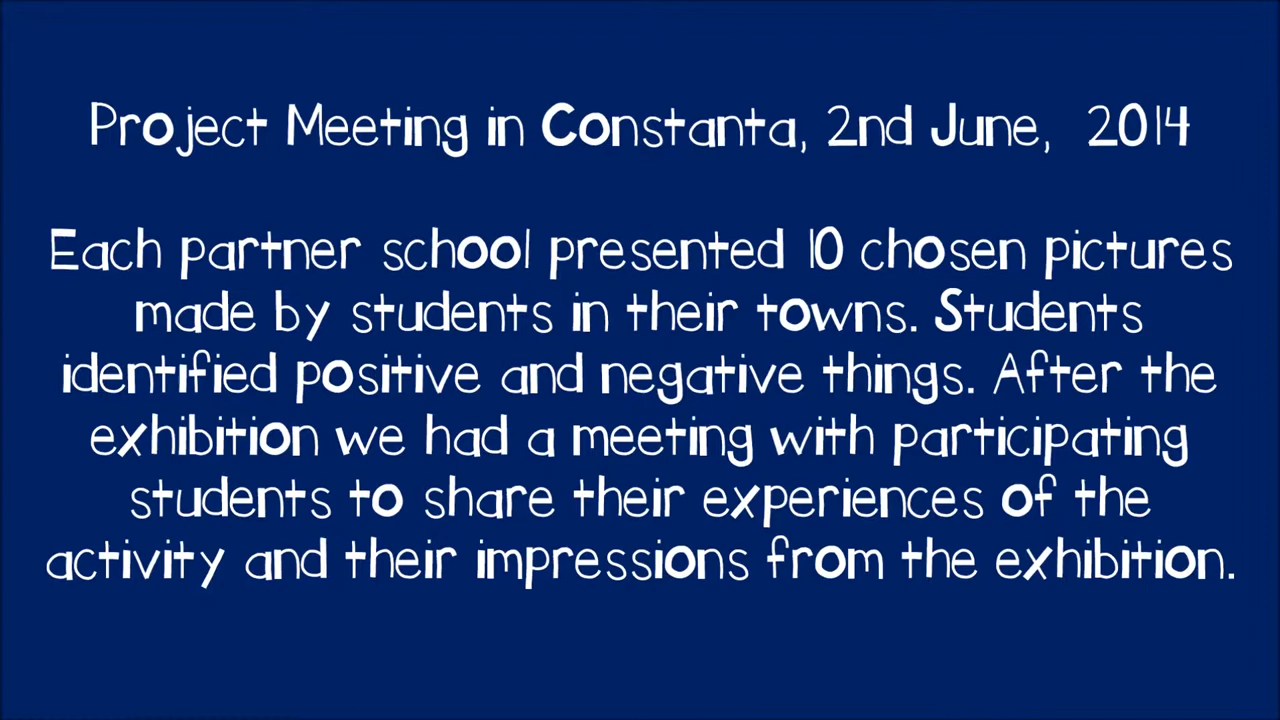 Project Meeting in Constanta, 2nd June, 2014
Each partner school presented 10 chosen pictures
made by students in their towns. Students
identified positive and negative things. After the
exhibition we had a meeting with participating
students to share their experiences of the
activity and their impressions from the exhibition.